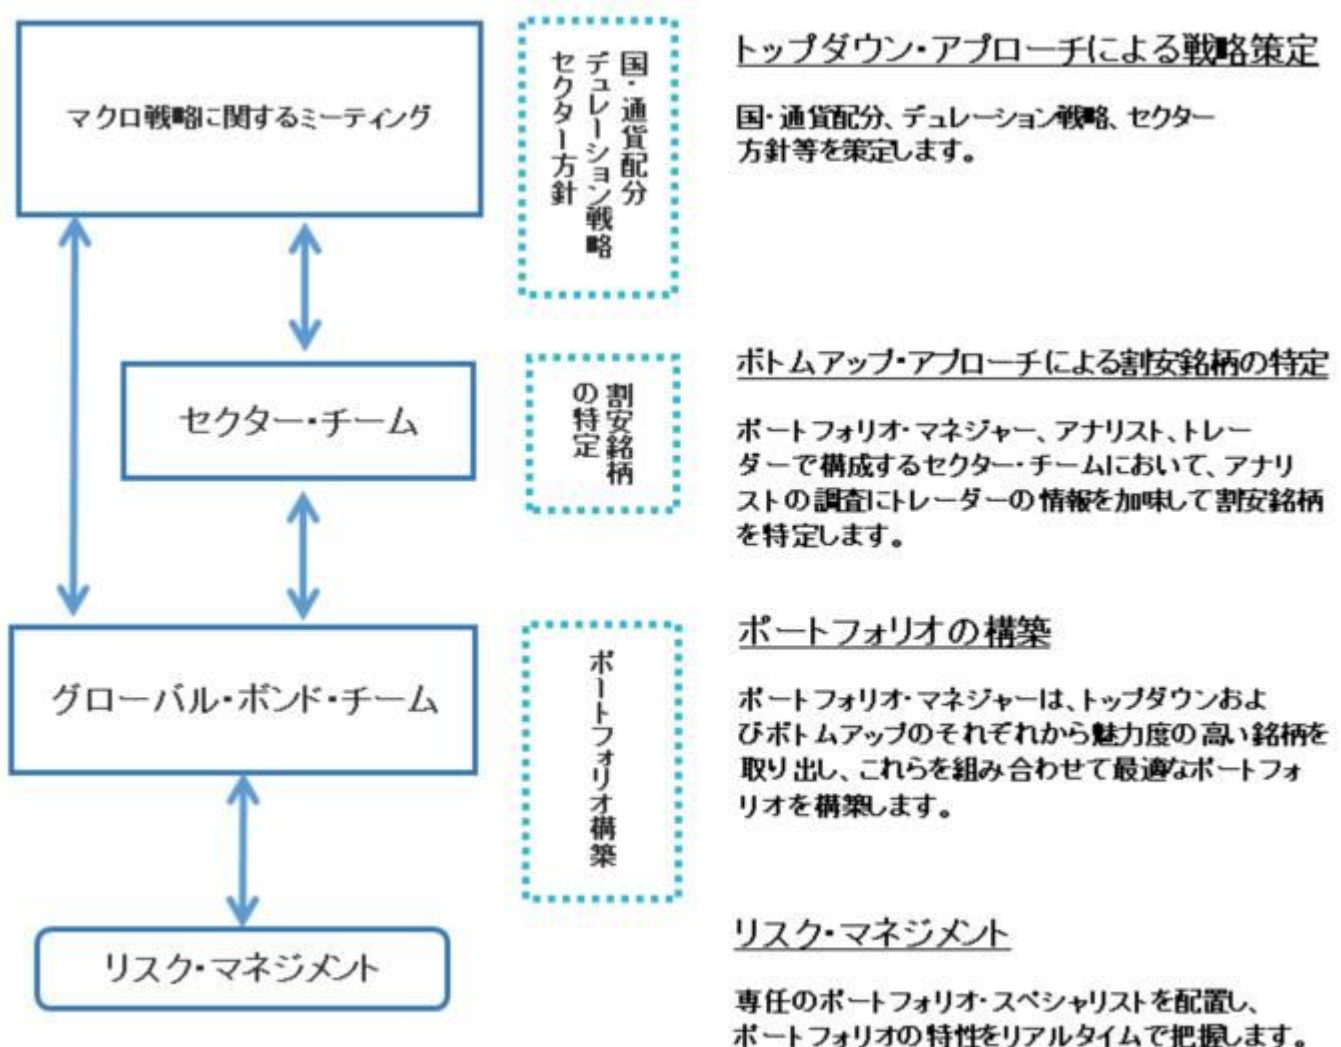 マクロ戦略に関するミーティング
国・通貨配分
デュレーション戦略
セクター方針
トップダウン・アプローチによる戦略策定
国・通貨配分、デュレーション戦略、セクター
方針等を策定します。
セクター・チーム
割安銘柄
の特定
ボトムアップ・アプローチによる割安銘柄の特定
ポートフォリオ・マネジャー、アナリスト、トレー
ダーで構成するセクター・チームにおいて、アナリ
ストの調査にトレーダーの情報を加味して割安銘柄
を特定します。
グローバル・ボンド・チーム
ポートフォリオ構築
ポートフォリオの構築
ポートフォリオ・マネジャーは、トップダウンおよ
びボトムアップのそれぞれから魅力度の高い銘柄を
取り出し、これらを組み合わせて最適なポートフォ
リオを構築します。
リスク・マネジメント
リスク・マネジメント
専任のポートフォリオ・スペシャリストを配置し、
ポートフォリオの特性をリアルタイムで把握します。